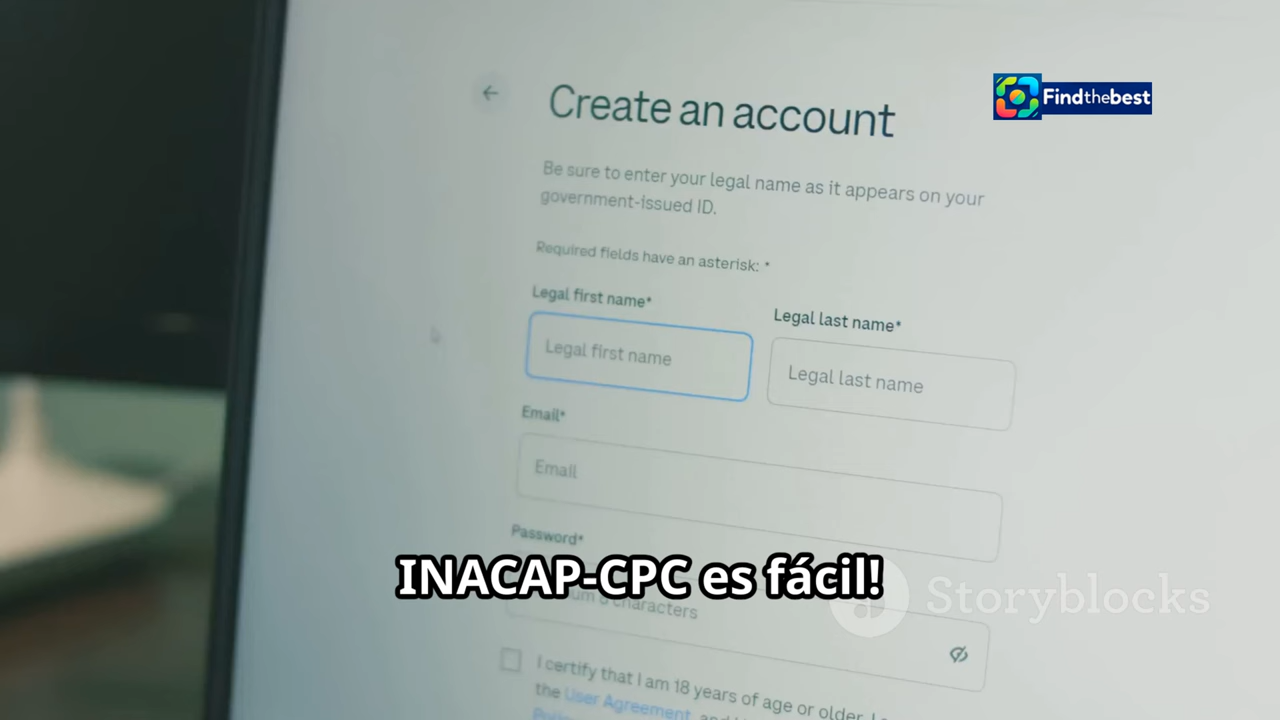 Create an account
Findthebest
Be sure to enter your legal name as it appears on your
government-issued ID.
Required fields have an asterisk: *
Legal first name*
Legal last name*
Legal first name
Legal last name
Email*
Email
Password*
INACAP-CPC es fácil!
characters
Storyblocks
I certify that I am 18 years of age or older, I
the User Agreement, and